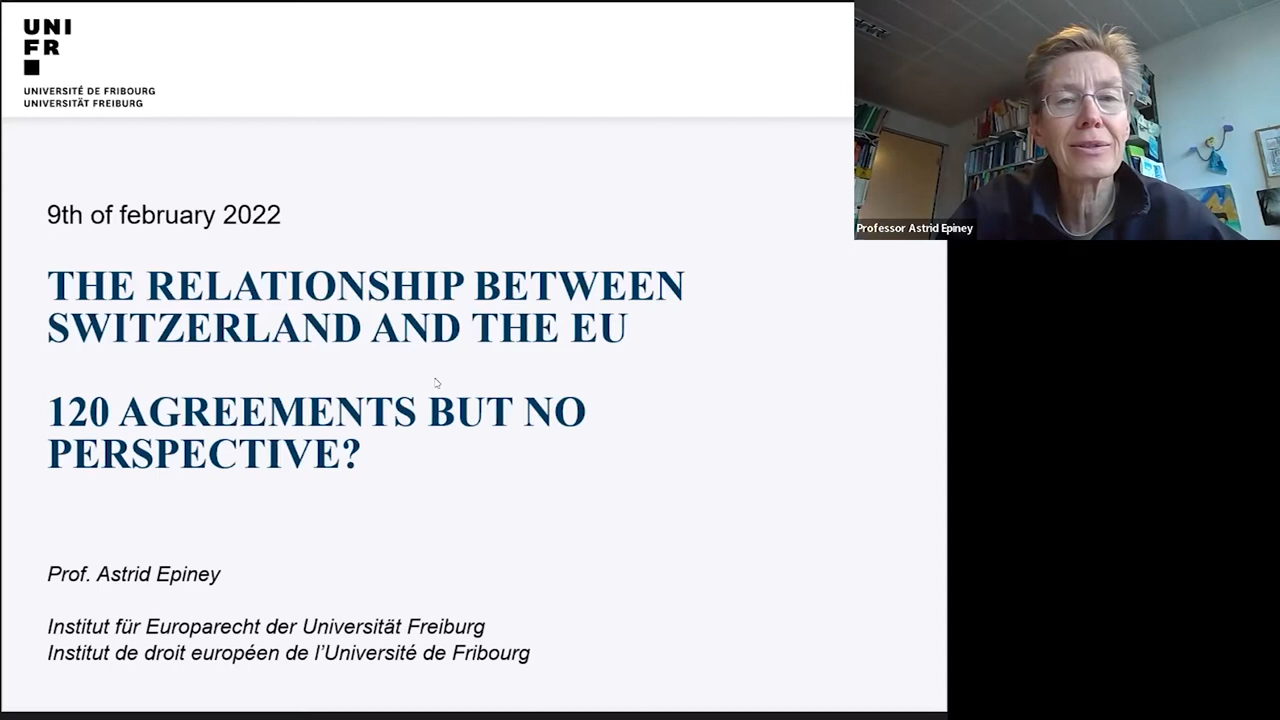 UNI
FR
UNIVERSITÉ DE FRIBOURG
UNIVERSITÄT FREIBURG
9th of february 2022
THE RELATIONSHIP BETWEEN
SWITZERLAND AND THE EU
120 AGREEMENTS BUT NO
PERSPECTIVE?
Prof. Astrid Epiney
Institut für Europarecht der Universität Freiburg
Institut de droit européen de l’Université de Fribourg
Professor Astrid Epiney